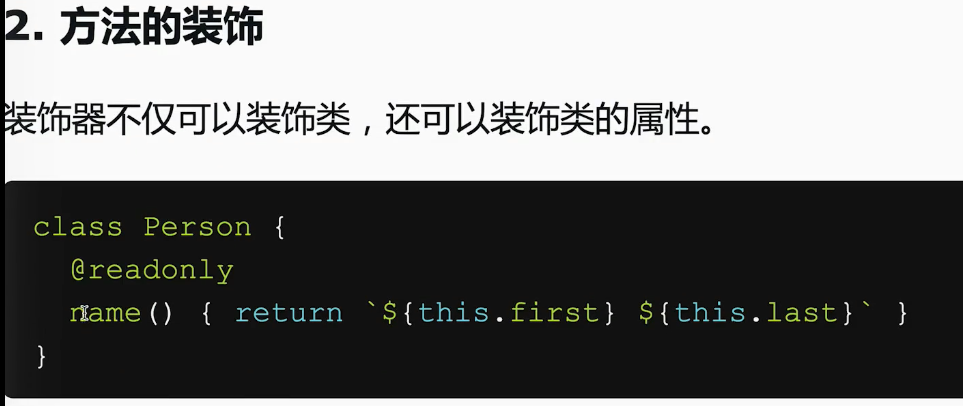 2. 方法的装饰
装饰器不仅可以装饰类，还可以装饰类的属性。
class Person {
  @readonly
  name() { return `${this.first} ${this.last}` }
}